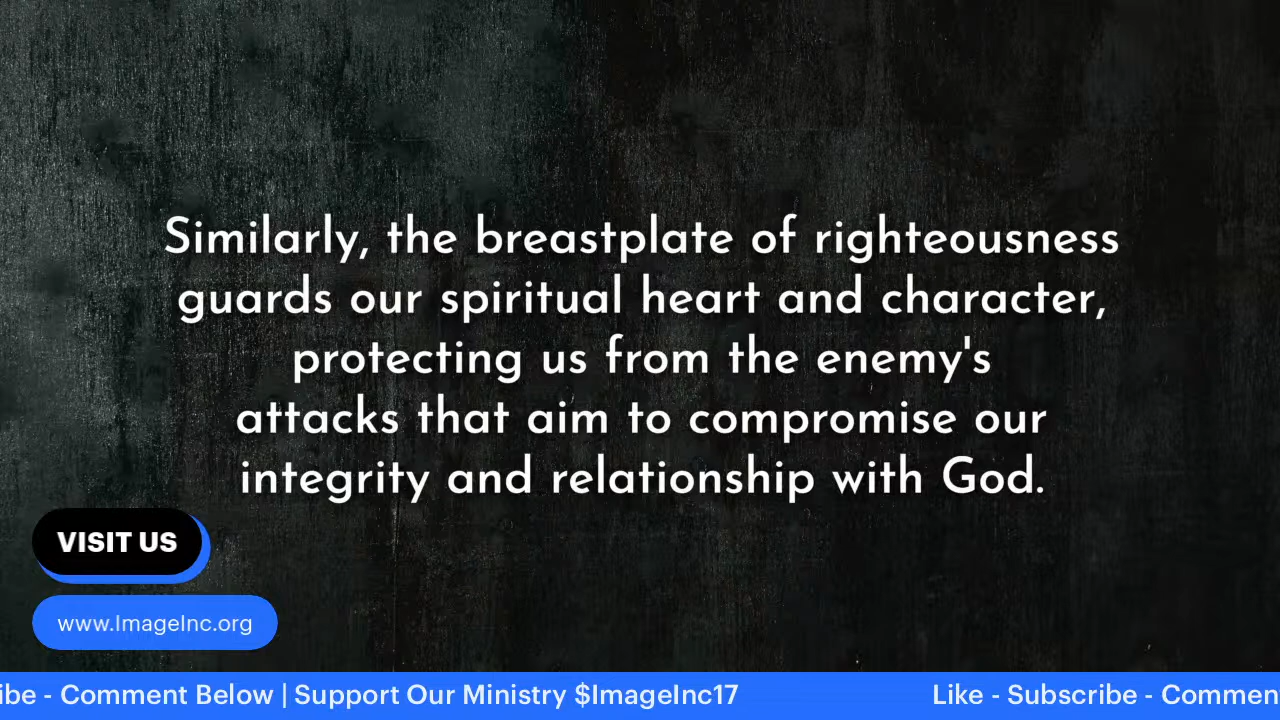 Similarly, the breastplate of righteousness
guards our spiritual heart and character,
protecting us from the enemy's
attacks that aim to compromise our
integrity and relationship with God.
VISIT US
www.ImageInc.org
ibe - Comment Below | Support Our Ministry $ImageInc17 Like - Subscribe - Commen